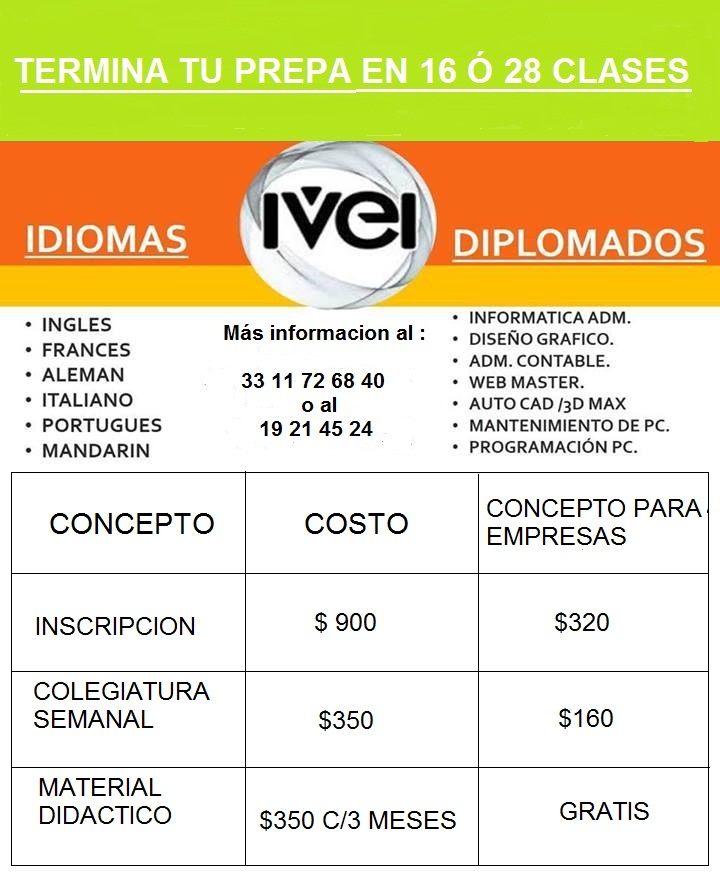 TERMINA TU PREPA EN 16 Ó 28 CLASES
IVEI
IDIOMAS
DIPLOMADOS
• INGLES
• FRANCES
• ALEMAN
• ITALIANO
• PORTUGUES
• MANDARIN
Más informacion al :
33 11 72 68 40
o al
19 21 45 24
• INFORMATICA ADM.
• DISEÑO GRAFICO.
• ADM. CONTABLE.
• WEB MASTER.
• AUTO CAD /3D MAX
• MANTENIMIENTO DE PC.
• PROGRAMACIÓN PC.
CONCEPTO
COSTO
CONCEPTO PARA
EMPRESAS
INSCRIPCION
$ 900
$320
COLEGIATURA
SEMANAL
$350
$160
MATERIAL
DIDACTICO
$350 C/3 MESES
GRATIS